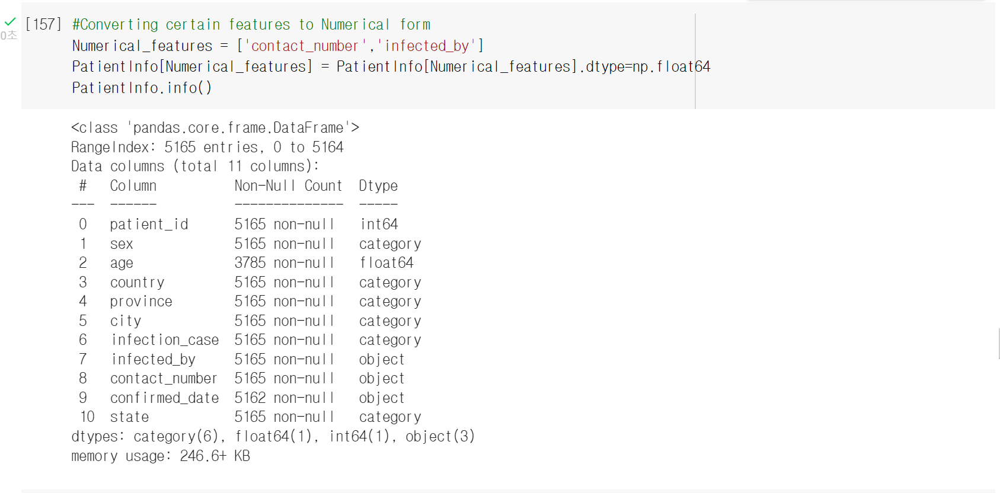 [157] #Converting certain features to Numerical form
0초
Numerical_features = ['contact_number','infected_by']
PatientInfo[Numerical_features] = PatientInfo[Numerical_features].dtype=np.float64
PatientInfo.info()
<class 'pandas.core.frame.DataFrame'>
RangeIndex: 5165 entries, 0 to 5164
Data columns (total 11 columns):
 #   Column          Non-Null Count  Dtype
---  ------          --------------  -----
 0   patient_id      5165 non-null   int64
 1   sex             5165 non-null   category
 2   age             3785 non-null   float64
 3   country         5165 non-null   category
 4   province        5165 non-null   category
 5   city            5165 non-null   category
 6   infection_case  5165 non-null   category
 7   infected_by     5165 non-null   object
 8   contact_number  5165 non-null   object
 9   confirmed_date  5162 non-null   object
 10  state           5165 non-null   category
dtypes: category(6), float64(1), int64(1), object(3)
memory usage: 246.6+ KB